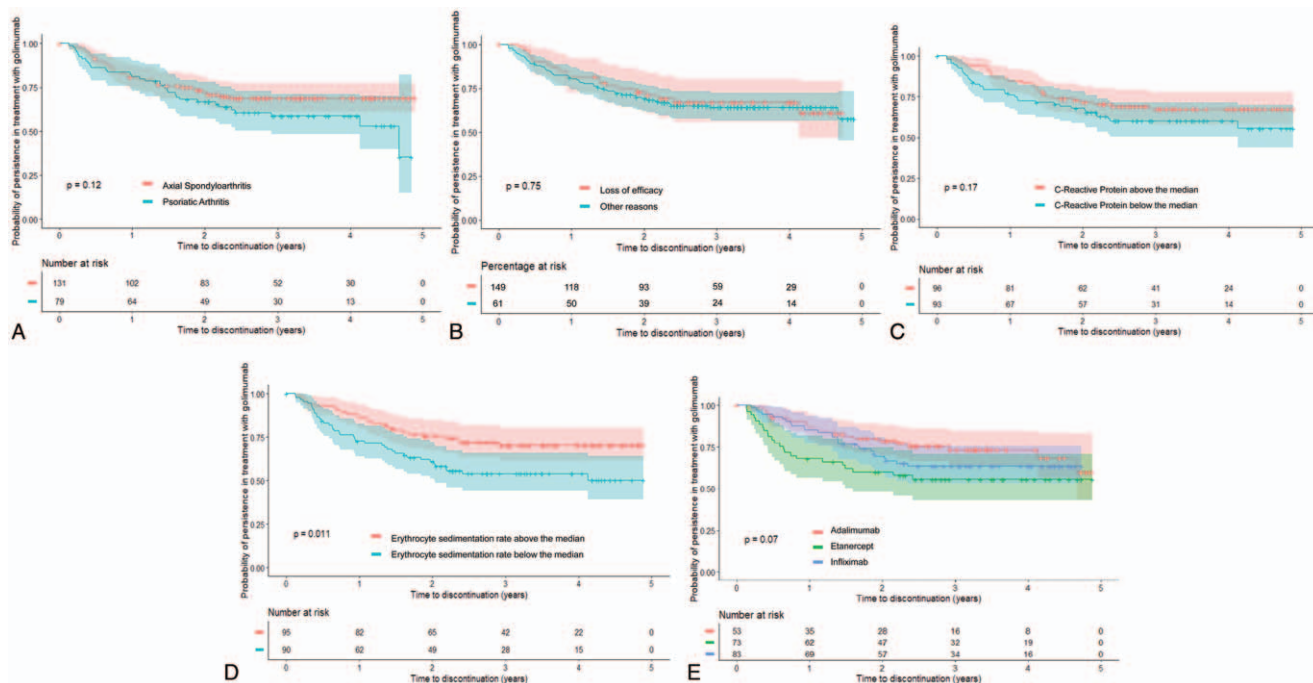 Probability of persistence in treatment with golimumab
1.00
0.75
0.50
0.25
0.00
p = 0.12
Axial Spondyloarthritis
Psoriatic Arthritis
0 1 2 3 4 5
Time to discontinuation (years)
Number at risk
131 102 83 52 30 0
79 64 49 30 13 0
0 1 2 3 4 5
Time to discontinuation (years)
A
Probability of persistence in treatment with golimumab
1.00
0.75
0.50
0.25
0.00
p = 0.75
Loss of efficacy
Other reasons
0 1 2 3 4 5
Time to discontinuation (years)
Percentage at risk
149 118 93 59 29 0
61 50 39 24 14 0
0 1 2 3 4 5
Time to discontinuation (years)
B
Probability of persistence in treatment with golimumab
1.00
0.75
0.50
0.25
0.00
p = 0.17
C-Reactive Protein above the median
C-Reactive Protein below the median
0 1 2 3 4 5
Time to discontinuation (years)
Number at risk
96 81 62 41 24 0
93 67 57 31 14 0
0 1 2 3 4 5
Time to discontinuation (years)
C
Probability of persistence in treatment with golimumab
1.00
0.75
0.50
0.25
0.00
p = 0.011
Erythrocyte sedimentation rate above the median
Erythrocyte sedimentation rate below the median
0 1 2 3 4 5
Time to discontinuation (years)
Number at risk
95 82 65 42 22 0
90 62 49 28 15 0
0 1 2 3 4 5
Time to discontinuation (years)
D
Probability of persistence in treatment with golimumab
1.00
0.75
0.50
0.25
0.00
p = 0.07
Adalimumab
Etanercept
Infliximab
0 1 2 3 4 5
Time to discontinuation (years)
Number at risk
53 35 28 16 8 0
73 62 47 32 19 0
83 69 57 34 16 0
0 1 2 3 4 5
Time to discontinuation (years)
E